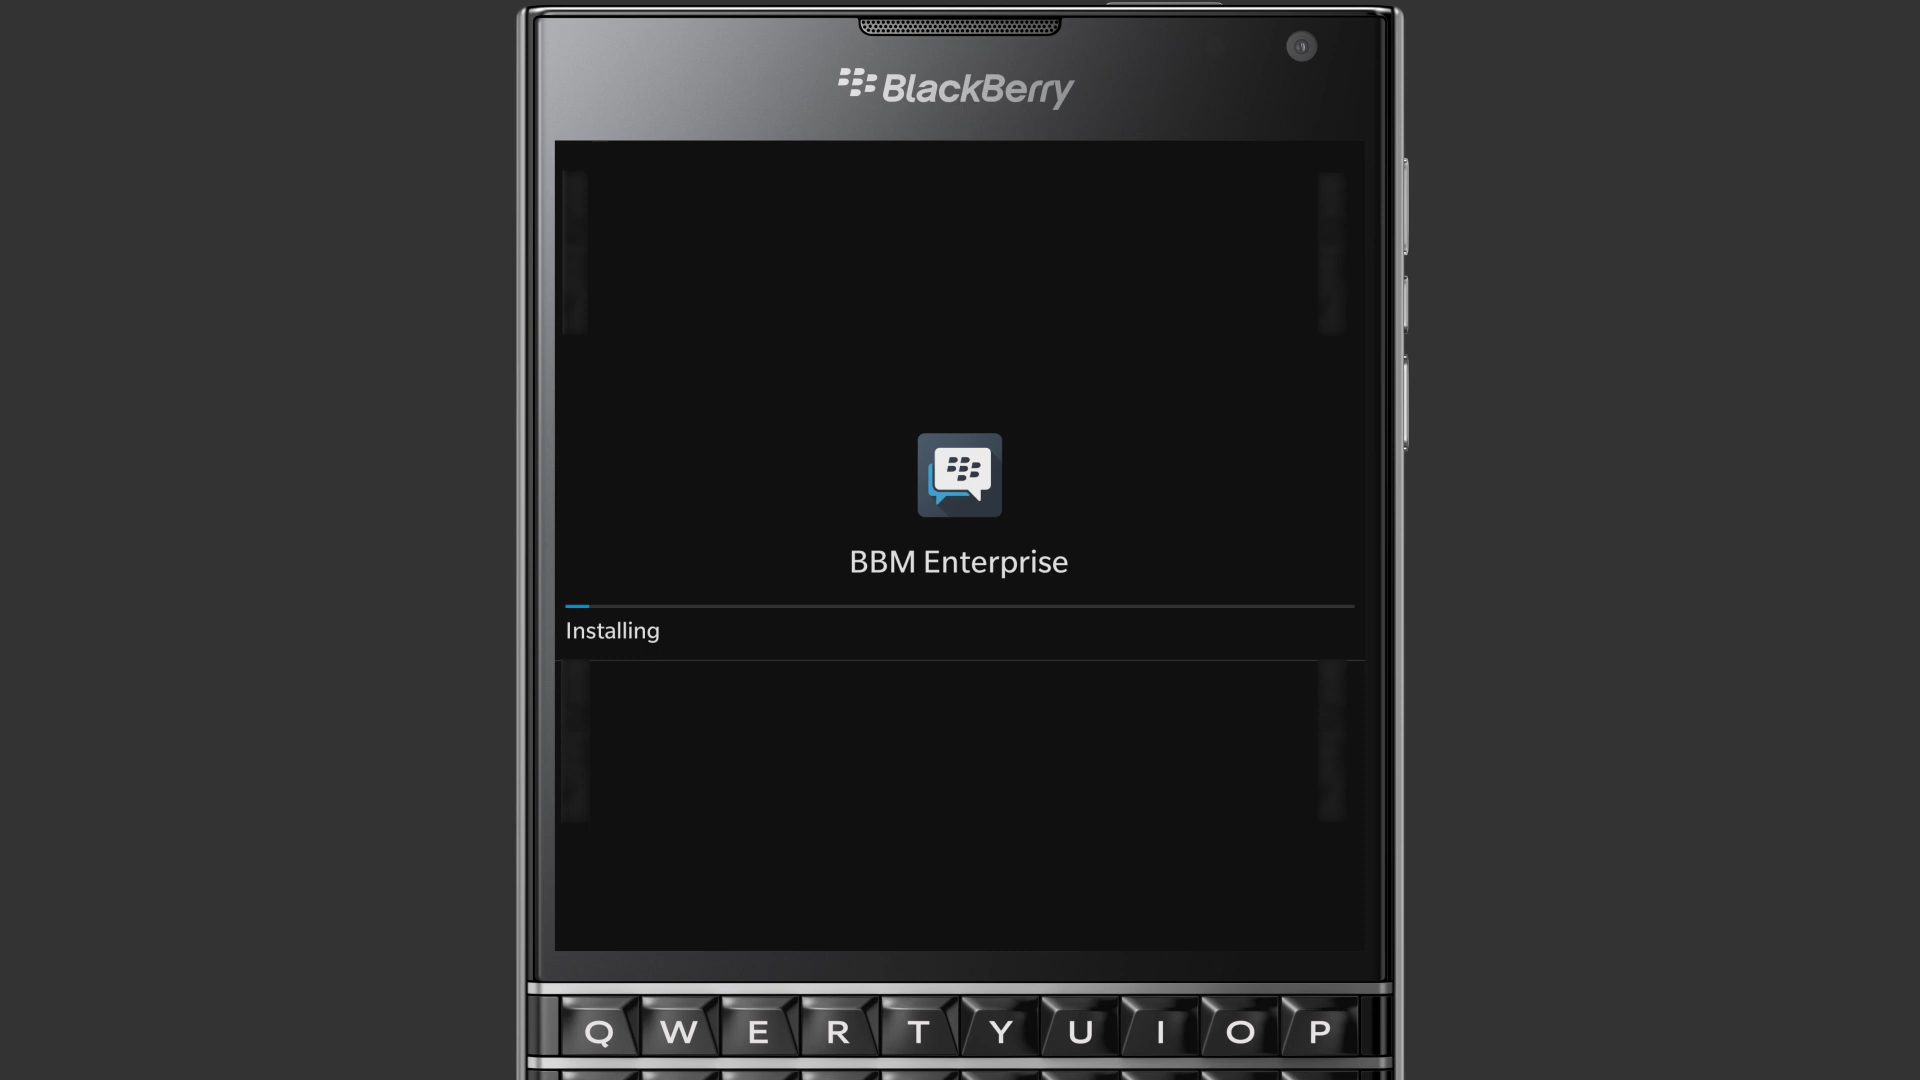 BlackBerry
BBM Enterprise
Installing
Q W E R T Y U I O P